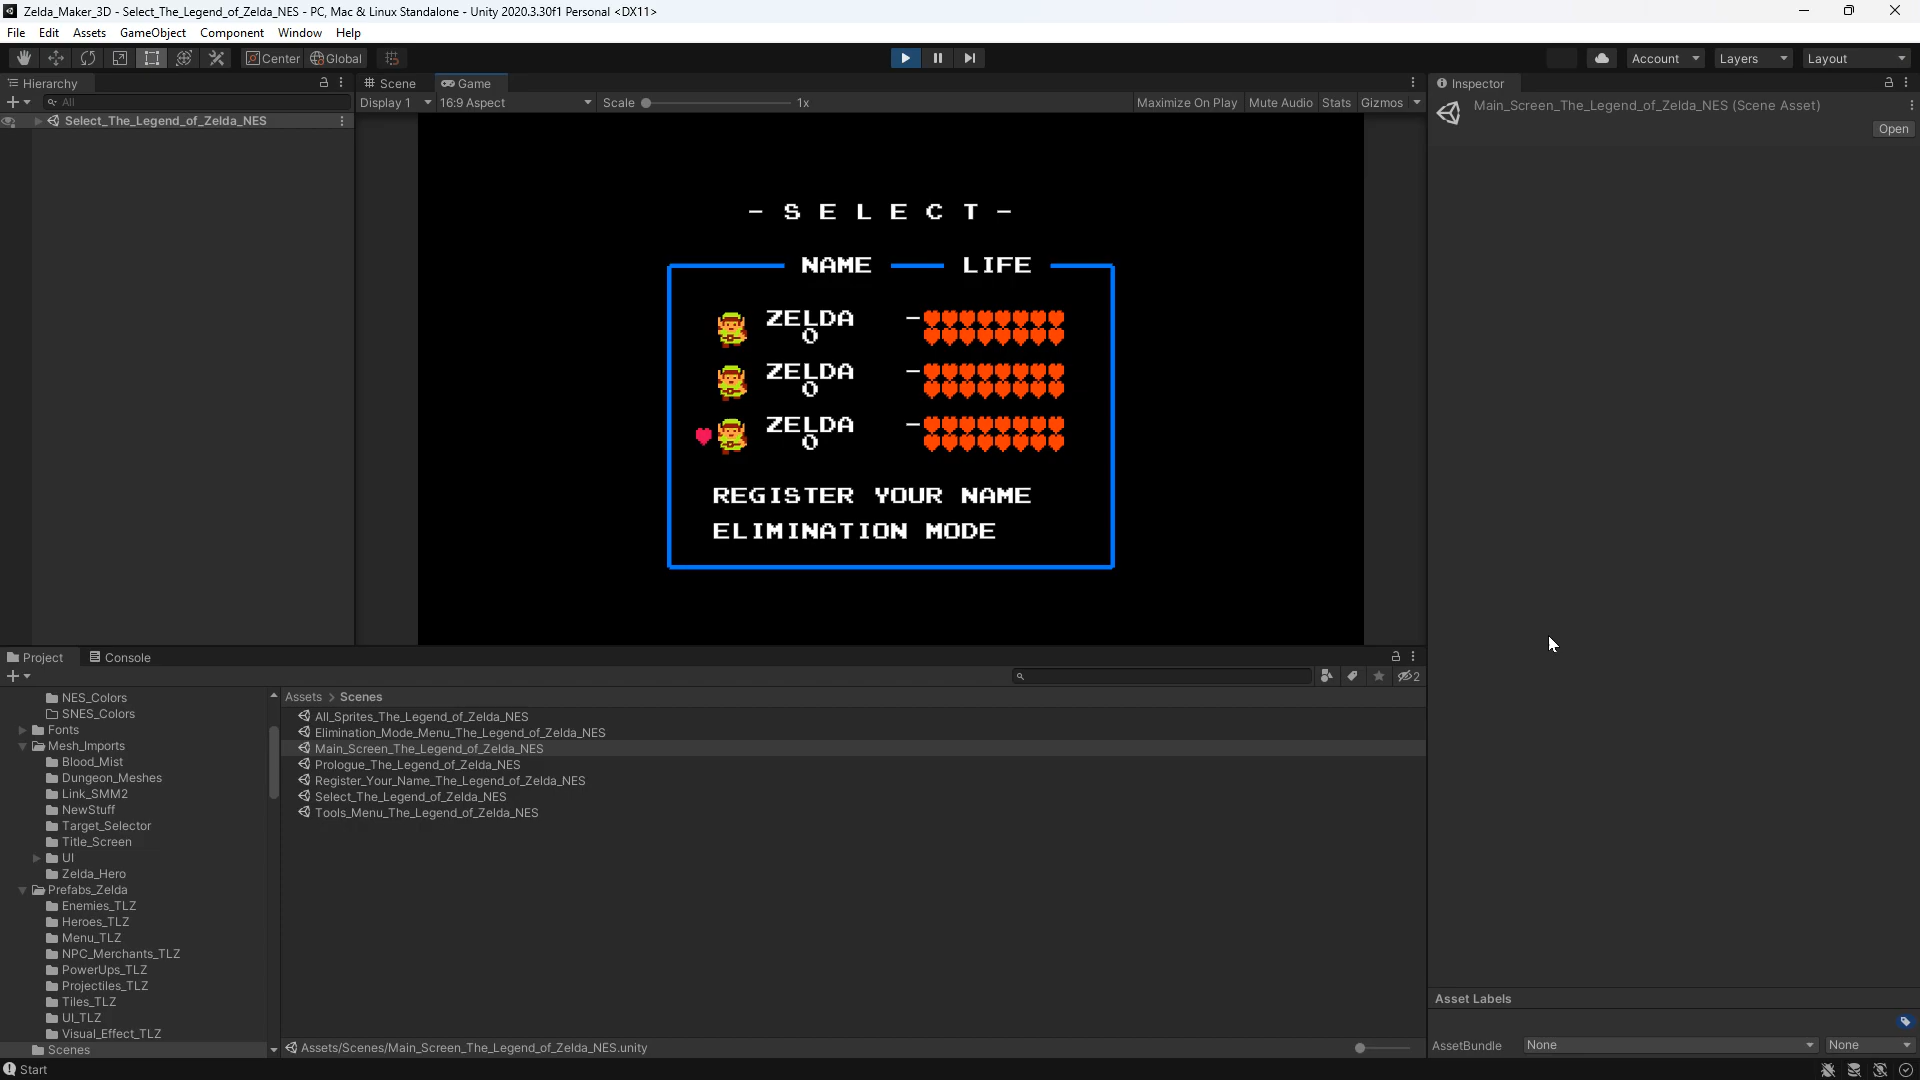 Zelda_Maker_3D - Select_The_Legend_of_Zelda_NES - PC, Mac & Linux Standalone - Unity 2020.3.30f1 Personal <DX11>
File Edit Assets GameObject Component Window Help
Center Global
Account Layers Layout
Hierarchy
All
Select_The_Legend_of_Zelda_NES
Scene Game
Display 1 16:9 Aspect Scale 1x Maximize On Play Mute Audio Stats Gizmos
- S E L E C T -
NAME LIFE
ZELDA -
0
ZELDA -
0
ZELDA -
0
REGISTER YOUR NAME
ELIMINATION MODE
Inspector
Main_Screen_The_Legend_of_Zelda_NES (Scene Asset)
Open
Project Console
2
NES_Colors
SNES_Colors
Fonts
Mesh_Imports
Blood_Mist
Dungeon_Meshes
Link_SMM2
NewStuff
Target_Selector
Title_Screen
UI
Zelda_Hero
Prefabs_Zelda
Enemies_TLZ
Heroes_TLZ
Menu_TLZ
NPC_Merchants_TLZ
PowerUps_TLZ
Projectiles_TLZ
Tiles_TLZ
UI_TLZ
Visual_Effect_TLZ
Scenes
Assets > Scenes
All_Sprites_The_Legend_of_Zelda_NES
Elimination_Mode_Menu_The_Legend_of_Zelda_NES
Main_Screen_The_Legend_of_Zelda_NES
Prologue_The_Legend_of_Zelda_NES
Register_Your_Name_The_Legend_of_Zelda_NES
Select_The_Legend_of_Zelda_NES
Tools_Menu_The_Legend_of_Zelda_NES
Assets/Scenes/Main_Screen_The_Legend_of_Zelda_NES.unity
Asset Labels
AssetBundle None None
Start